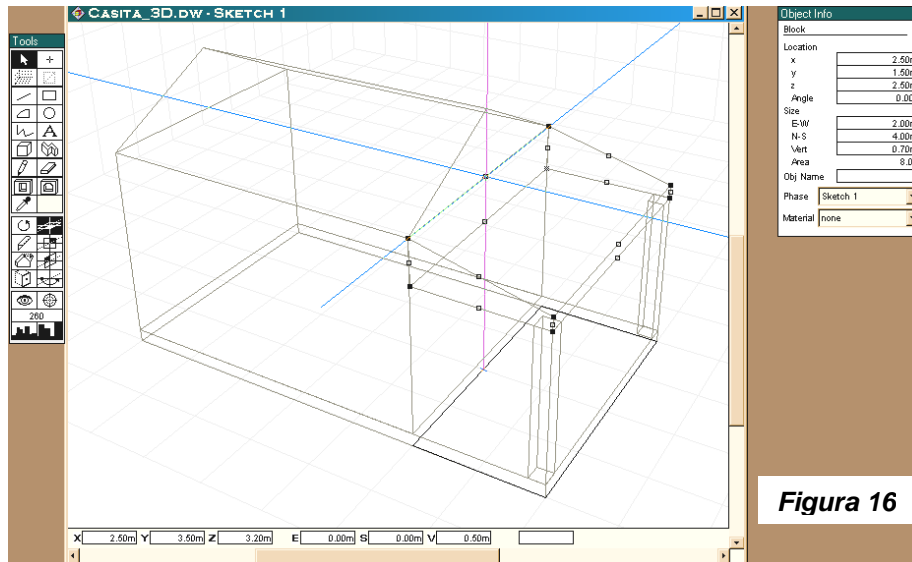 CASITA_3D.DW - SKETCH 1
Tools
A
260
Object Info
Block
Location
x 2.50m
y 1.50m
z 2.50m
Angle 0.00
Size
E-W 2.00m
N-S 4.00m
Vert 0.70m
Area 8.0
Obj Name
Phase Sketch 1
Material none
Figura 16
X 2.50m Y 3.50m Z 3.20m E 0.00m S 0.00m V 0.50m